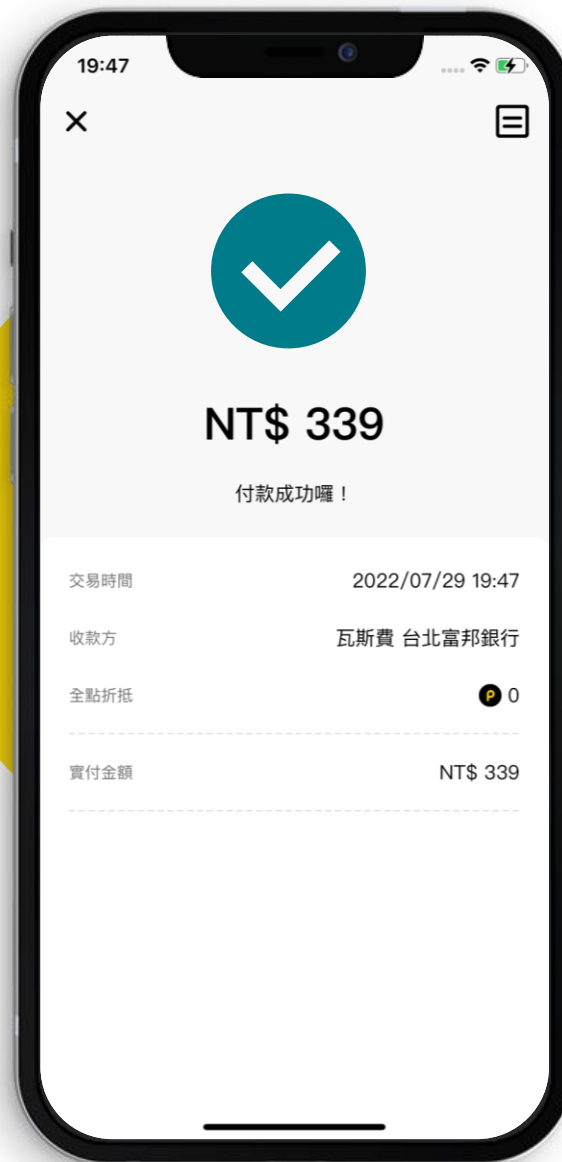 19:47
NT$ 339
付款成功囉！
交易時間 2022/07/29 19:47
收款方 瓦斯費 台北富邦銀行
全點折抵 P 0
實付金額 NT$ 339